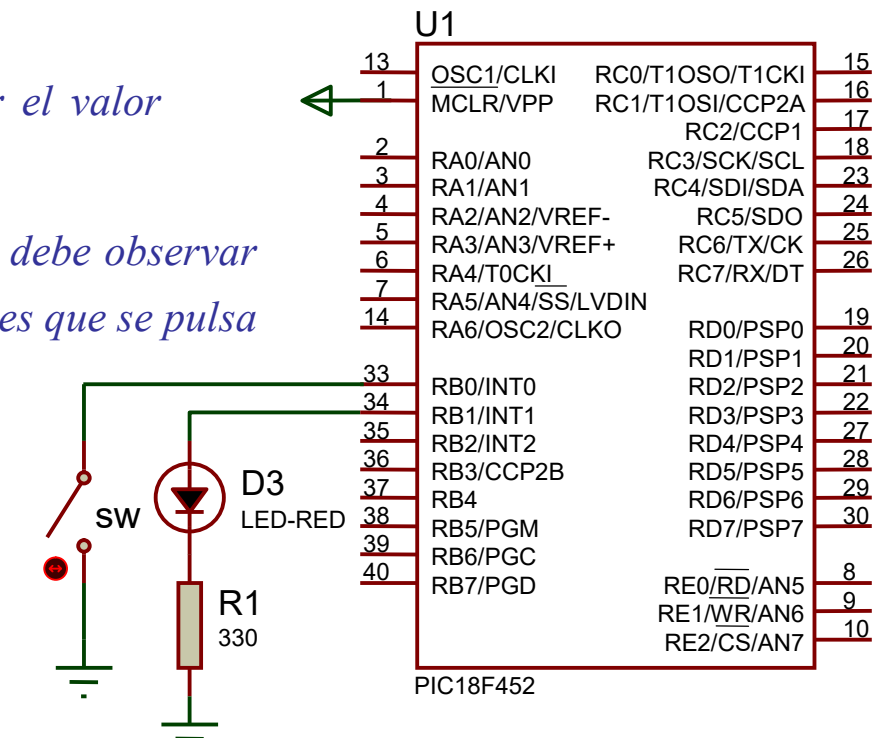 U1
r el valor
debe observar
es que se pulsa
13 OSC1/CLKI RC0/T1OSO/T1CKI 15
1 MCLR/VPP RC1/T1OSI/CCP2A 16
RC2/CCP1 17
2 RA0/AN0 RC3/SCK/SCL 18
3 RA1/AN1 RC4/SDI/SDA 23
4 RA2/AN2/VREF- RC5/SDO 24
5 RA3/AN3/VREF+ RC6/TX/CK 25
6 RA4/T0CKI RC7/RX/DT 26
7 RA5/AN4/SS/LVDIN
14 RA6/OSC2/CLKO RD0/PSP0 19
RD1/PSP1 20
33 RB0/INT0 RD2/PSP2 21
34 RB1/INT1 RD3/PSP3 22
35 RB2/INT2 RD4/PSP4 27
36 RB3/CCP2B RD5/PSP5 28
37 RB4 RD6/PSP6 29
38 RB5/PGM RD7/PSP7 30
39 RB6/PGC
40 RB7/PGD RE0/RD/AN5 8
RE1/WR/AN6 9
RE2/CS/AN7 10
PIC18F452
SW
D3
LED-RED
R1
330